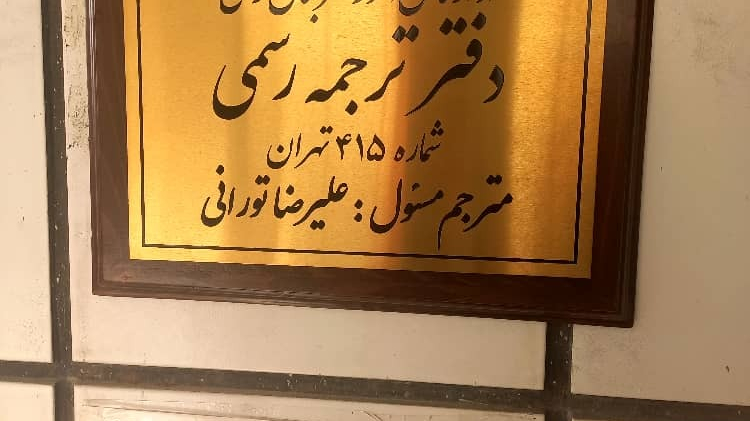 دفتر ترجمه رسمی
شماره ۴۱۵ تهران
مترجم مسئول : علیرضا تورانی